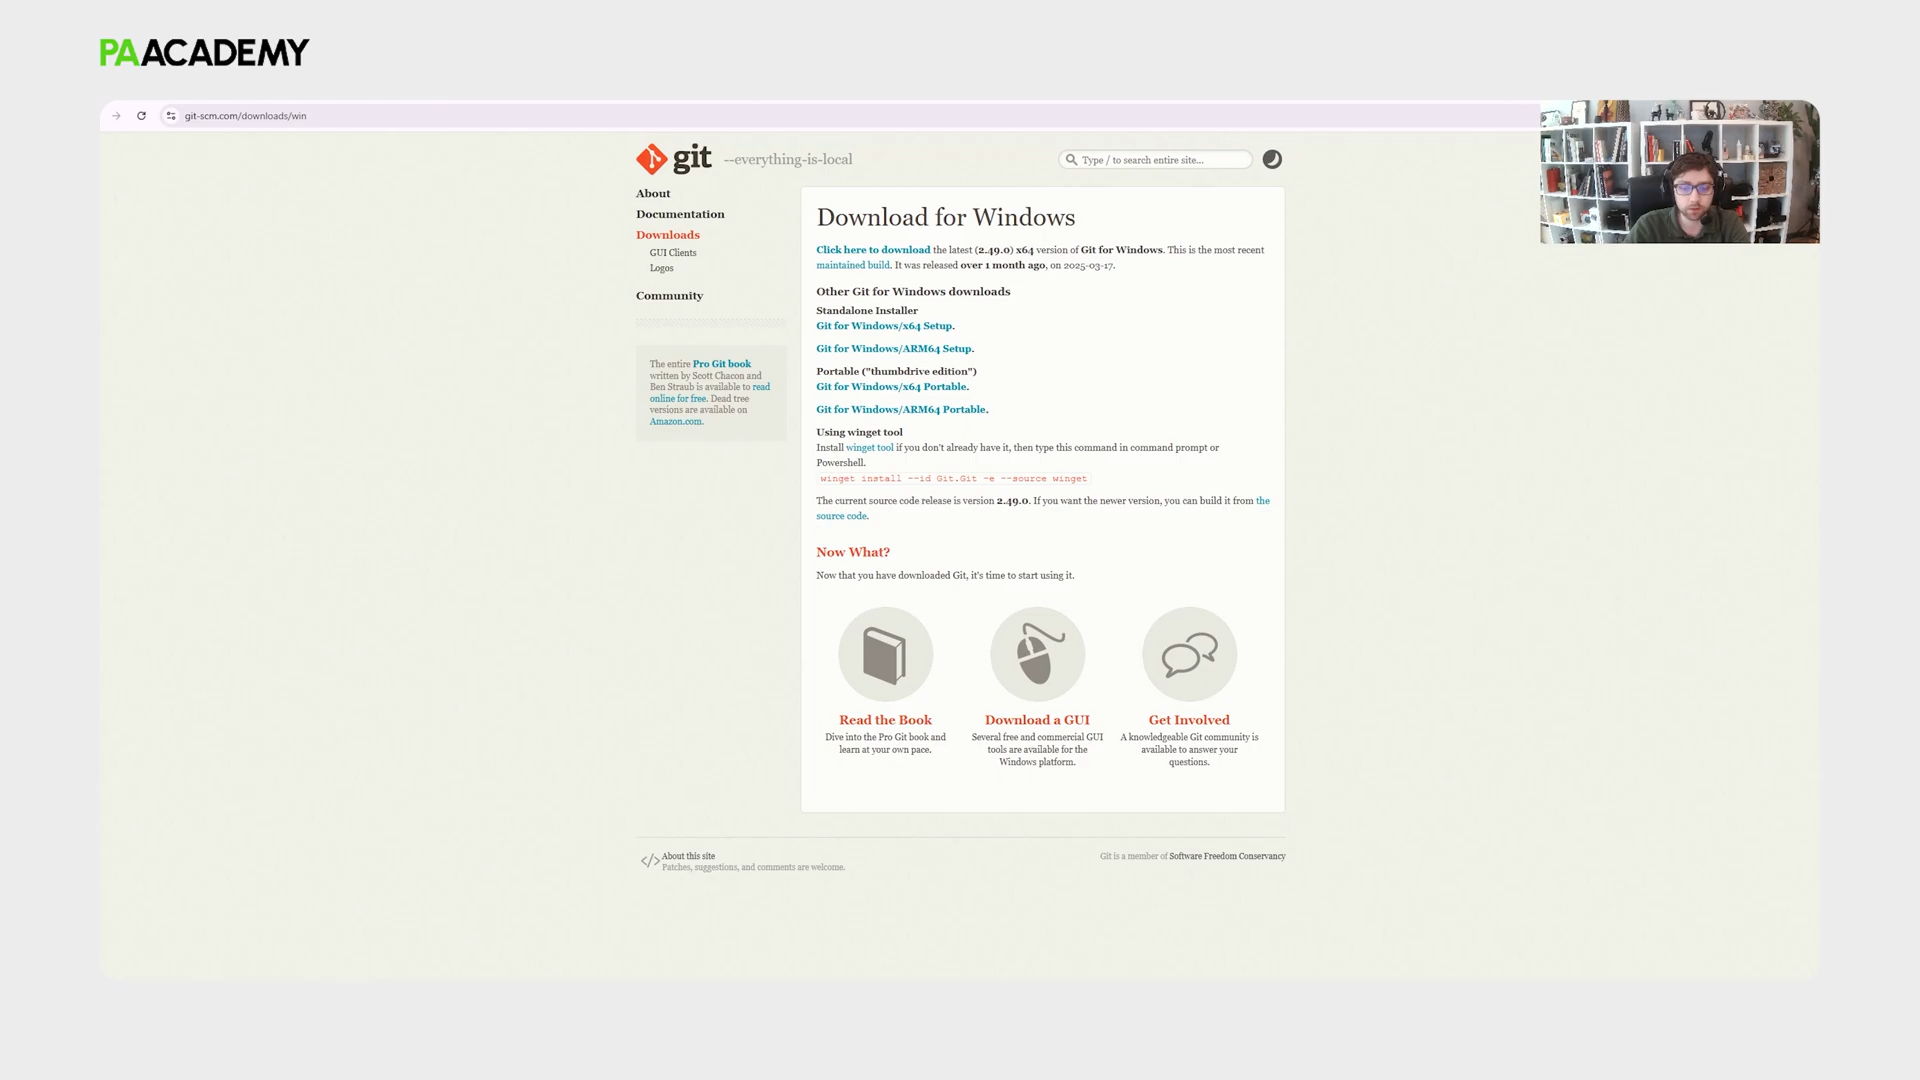 PAACADEMY
git-scm.com/downloads/win
git --everything-is-local
Type / to search entire site...
About
Documentation
Downloads
GUI Clients
Logos
Community
The entire Pro Git book
written by Scott Chacon and
Ben Straub is available to read
online for free. Dead tree
versions are available on
Amazon.com.
Download for Windows
Click here to download the latest (2.49.0) x64 version of Git for Windows. This is the most recent
maintained build. It was released over 1 month ago, on 2025-03-17.
Other Git for Windows downloads
Standalone Installer
Git for Windows/x64 Setup.
Git for Windows/ARM64 Setup.
Portable ("thumbdrive edition")
Git for Windows/x64 Portable.
Git for Windows/ARM64 Portable.
Using winget tool
Install winget tool if you don't already have it, then type this command in command prompt or
Powershell.
winget install --id Git.Git -e --source winget
The current source code release is version 2.49.0. If you want the newer version, you can build it from the
source code.
Now What?
Now that you have downloaded Git, it's time to start using it.
Read the Book
Dive into the Pro Git book and
learn at your own pace.
Download a GUI
Several free and commercial GUI
tools are available for the
Windows platform.
Get Involved
A knowledgeable Git community is
available to answer your
questions.
</> About this site
Patches, suggestions, and comments are welcome.
Git is a member of Software Freedom Conservancy